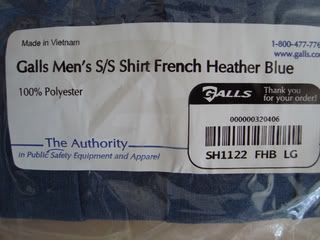 Made in Vietnam
1-800-477-776
www.galls.co
Galls Men's S/S Shirt French Heather Blue
100% Polyester
GALLS
Thank you
for your order!
000000320406
SH1122 FHB LG
The Authority
in Public Safety Equipment and Apparel